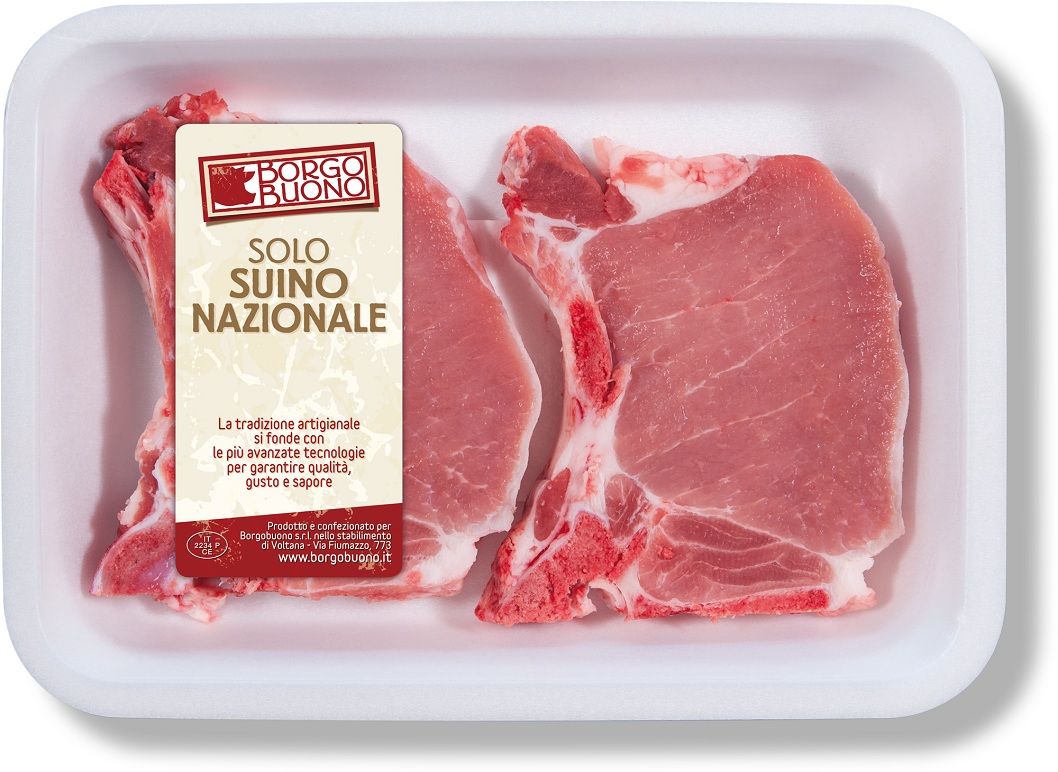 BORGO
BUONO
SOLO
SUINO
NAZIONALE
La tradizione artigianale
si fonde con
le più avanzate tecnologie
per garantire qualità,
gusto e sapore
Prodotto e confezionato per
Borgobuono s.r.l. nello stabilimento
di Voltana - Via Fiumazzo, 773
www.borgobuono.it
IT
2234 P
CE